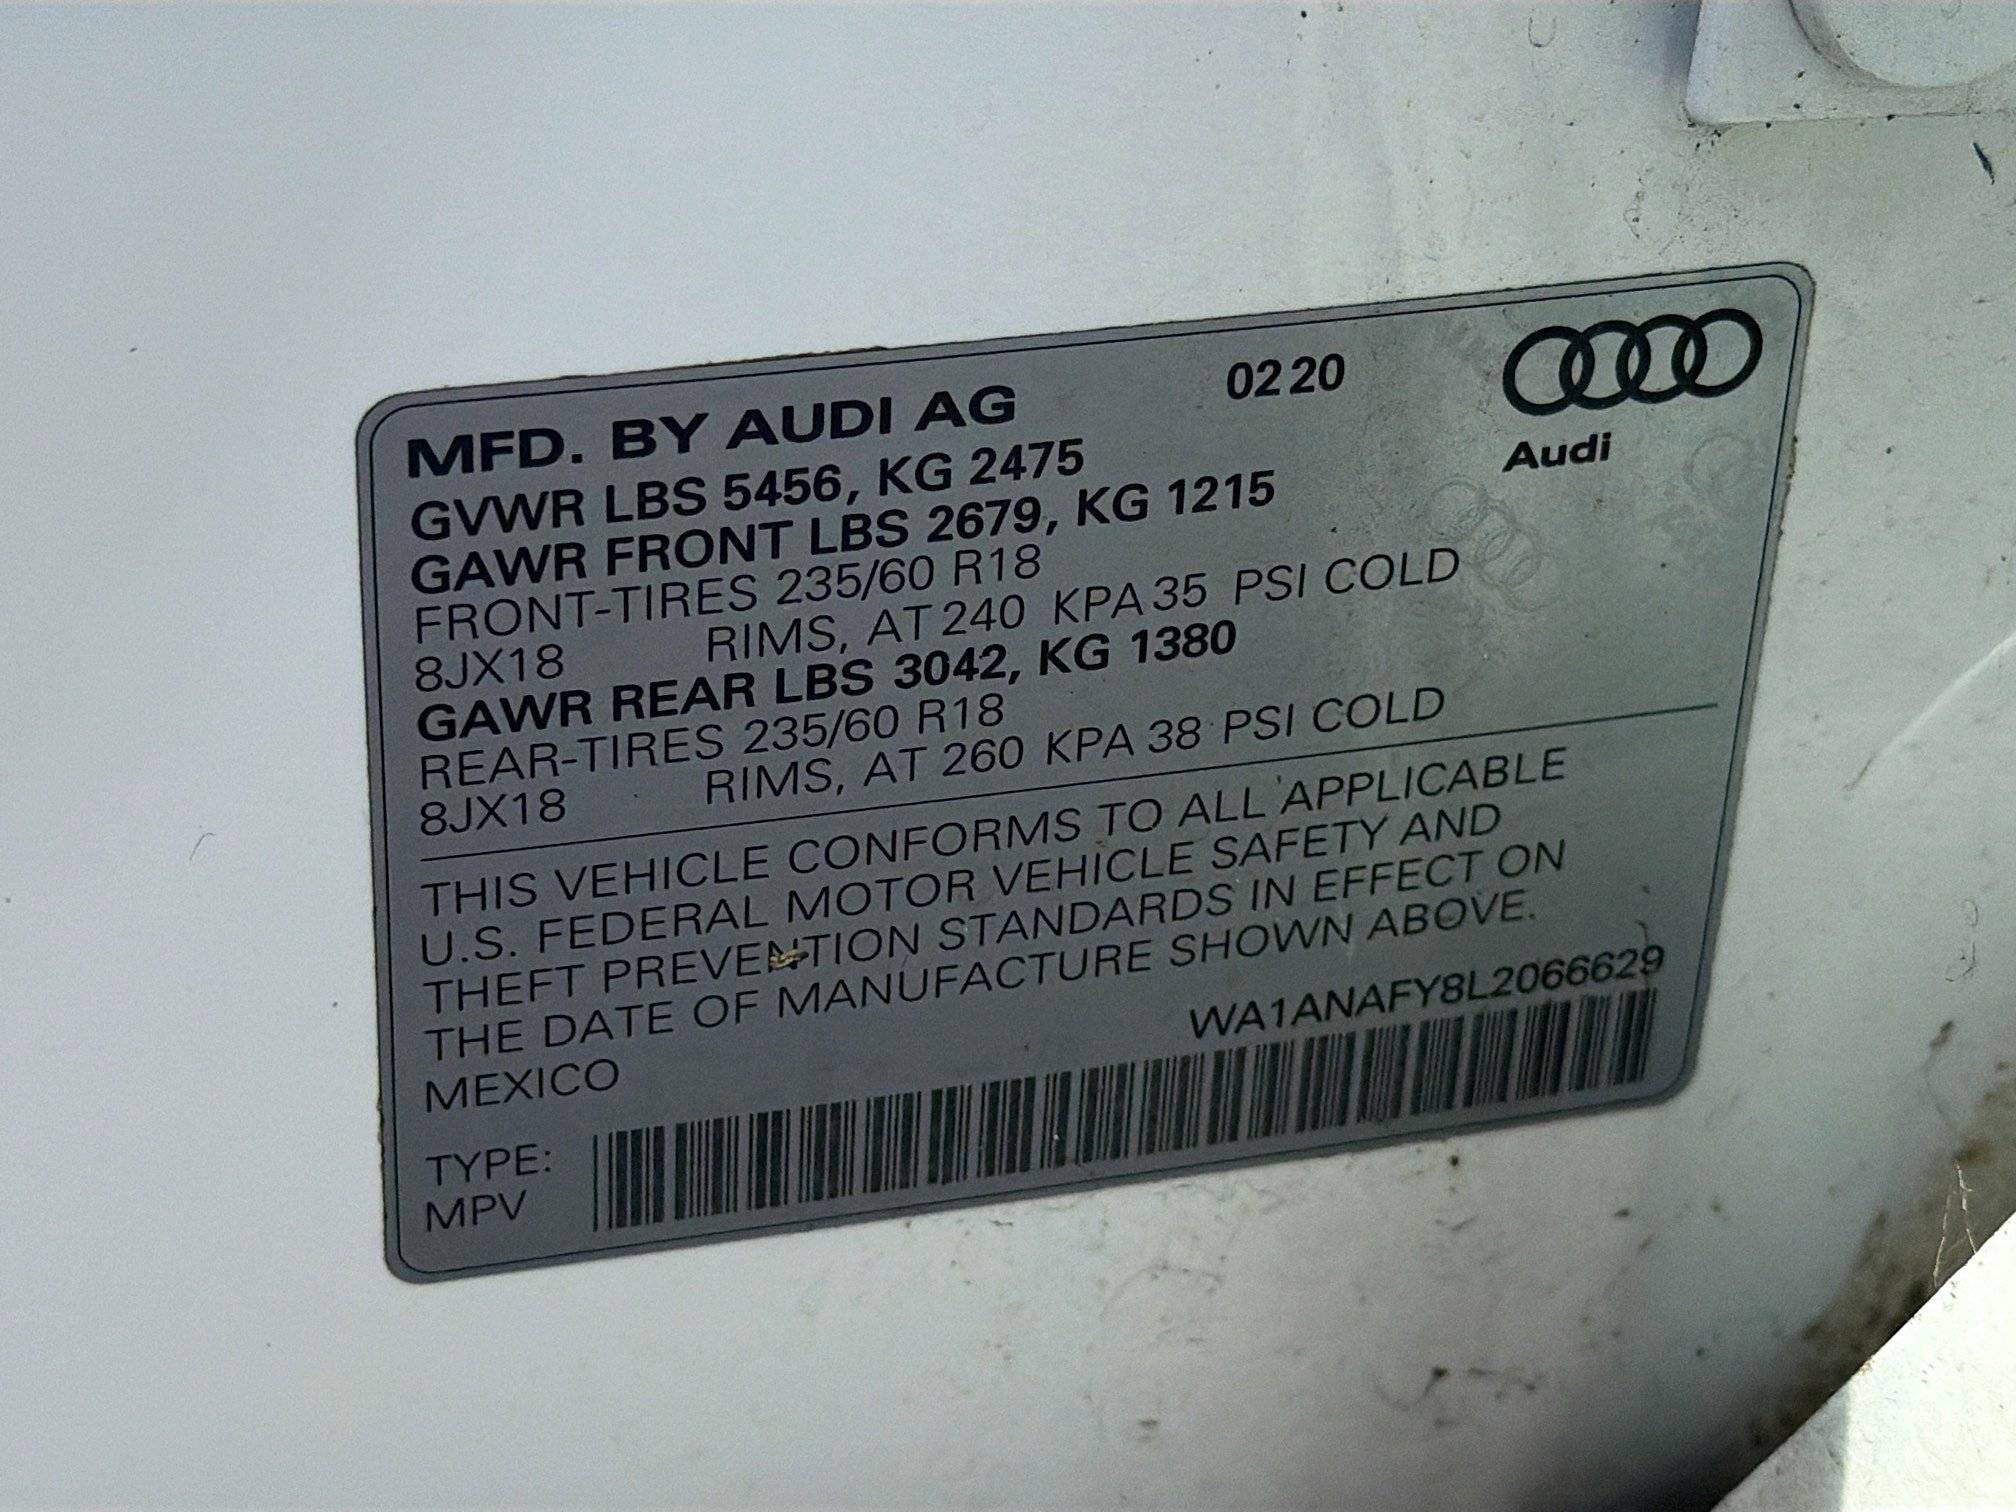 MFD. BY AUDI AG 02 20
Audi
GVWR LBS 5456, KG 2475
GAWR FRONT LBS 2679, KG 1215
FRONT-TIRES 235/60 R18
8JX18 RIMS, AT 240 KPA 35 PSI COLD
GAWR REAR LBS 3042, KG 1380
REAR-TIRES 235/60 R18
8JX18 RIMS, AT 260 KPA 38 PSI COLD
THIS VEHICLE CONFORMS TO ALL APPLICABLE
U.S. FEDERAL MOTOR VEHICLE SAFETY AND
THEFT PREVENTION STANDARDS IN EFFECT ON
THE DATE OF MANUFACTURE SHOWN ABOVE.
MEXICO WA1ANAFY8L2066629
TYPE:
MPV